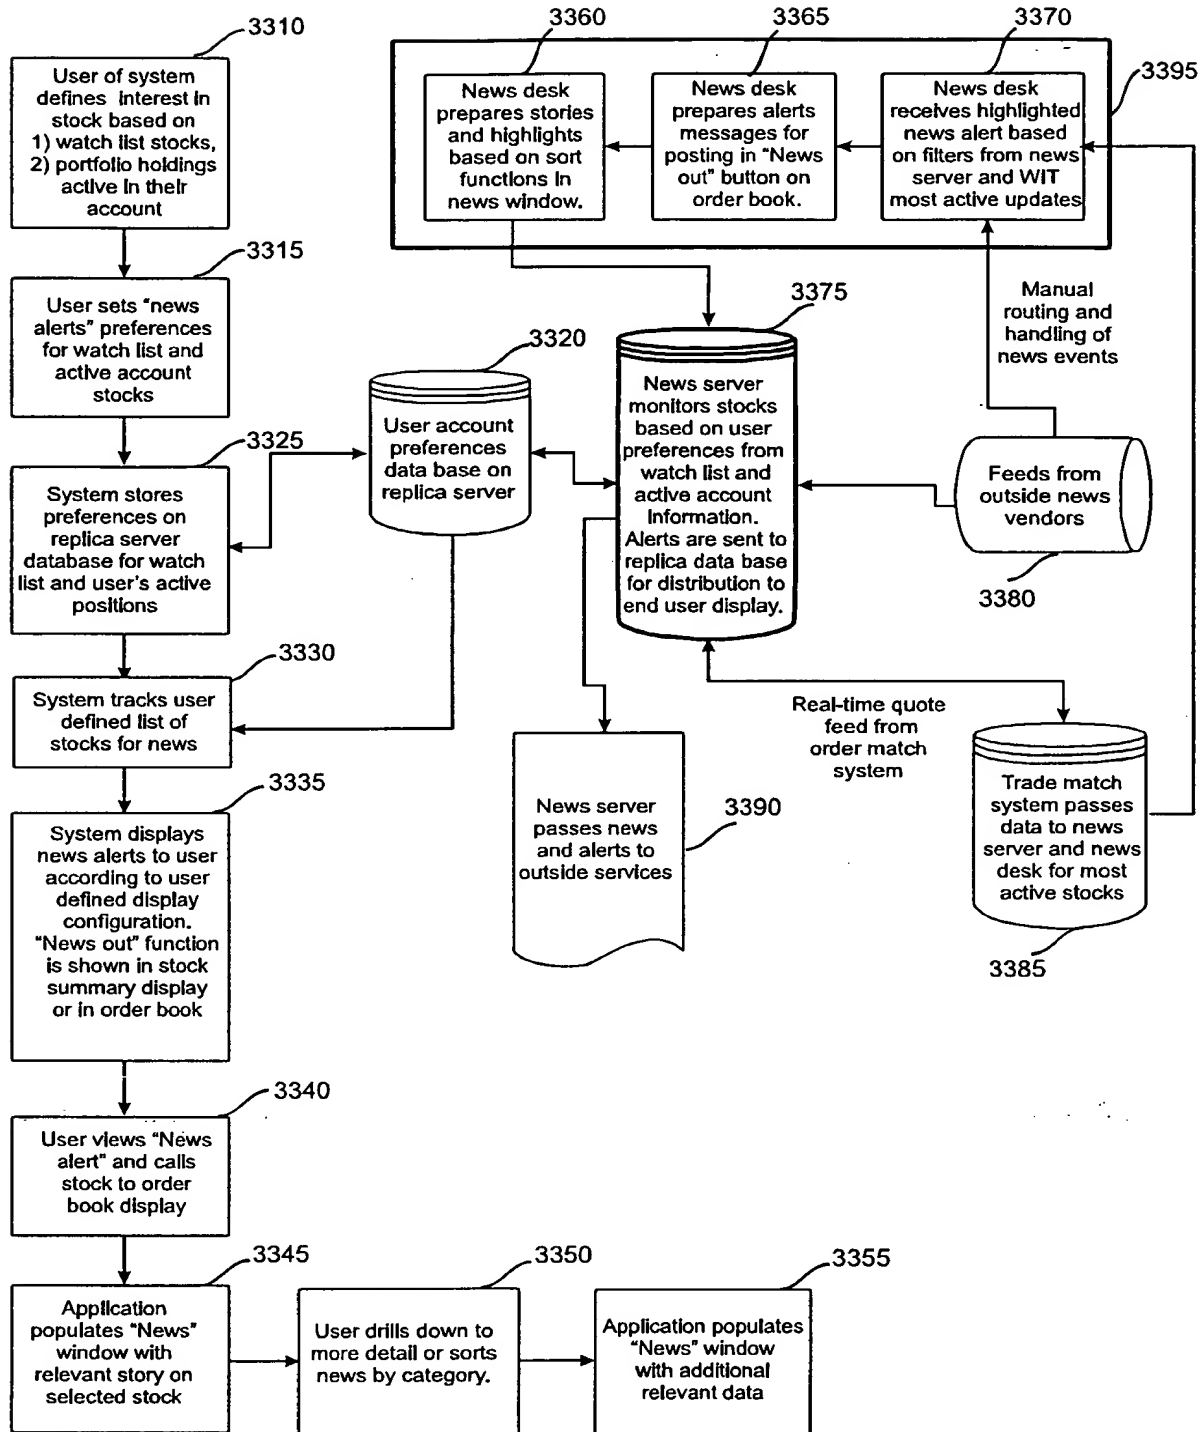 3310
User of system
defines interest in
stock based on
1) watch list stocks,
2) portfolio holdings
active in their
account
3315
User sets "news
alerts" preferences
for watch list and
active account
stocks
3325
System stores
preferences on
replica server
database for watch
list and user's active
positions
3330
System tracks user
defined list of
stocks for news
3335
System displays
news alerts to user
according to user
defined display
configuration.
"News out" function
is shown in stock
summary display
or in order book
3340
User views "News
alert" and calls
stock to order
book display
3345
Application
populates "News"
window with
relevant story on
selected stock
3350
User drills down to
more detail or sorts
news by category.
3355
Application populates
"News" window
with additional
relevant data
3320
User account
preferences
data base on
replica server
3360
News desk
prepares stories
and highlights
based on sort
functions in
news window.
3365
News desk
prepares alerts
messages for
posting in "News
out" button on
order book.
3370
News desk
receives highlighted
news alert based
on filters from news
server and WIT
most active updates
3395
3375
News server
monitors stocks
based on user
preferences from
watch list and
active account
information.
Alerts are sent to
replica data base
for distribution to
end user display.
Manual
routing and
handling of
news events
Feeds from
outside news
vendors
3380
Real-time quote
feed from
order match
system
Trade match
system passes
data to news
server and news
desk for most
active stocks
3385
News server
passes news
and alerts to
outside services
3390